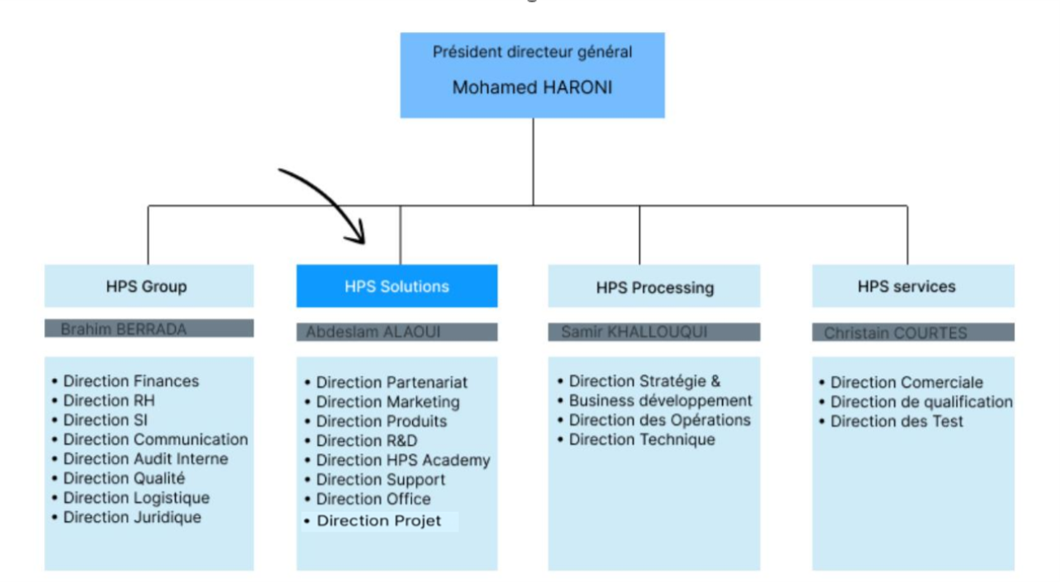 Président directeur général
Mohamed HARONI
HPS Group
Brahim BERRADA
• Direction Finances
• Direction RH
• Direction SI
• Direction Communication
• Direction Audit Interne
• Direction Qualité
• Direction Logistique
• Direction Juridique
HPS Solutions
Abdeslam ALAOUI
• Direction Partenariat
• Direction Marketing
• Direction Produits
• Direction R&D
• Direction HPS Academy
• Direction Support
• Direction Office
• Direction Projet
HPS Processing
Samir KHALLOUQUI
• Direction Stratégie &
• Business développement
• Direction des Opérations
• Direction Technique
HPS services
Christain COURTES
• Direction Comerciale
• Direction de qualification
• Direction des Test